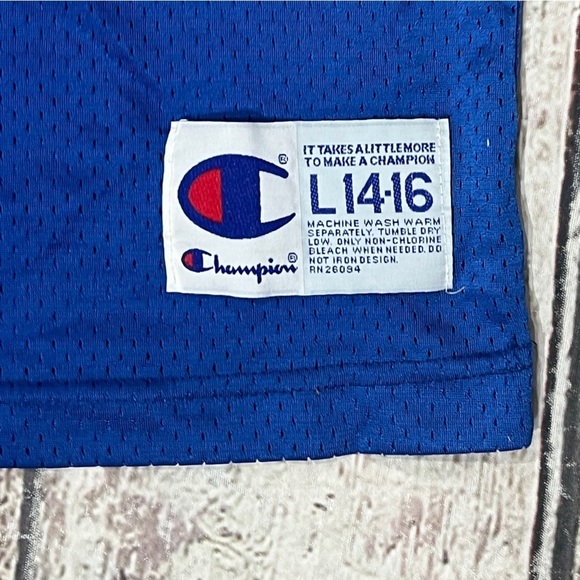 ®
Champion®
IT TAKES A LITTLE MORE
TO MAKE A CHAMPION
L 14-16
MACHINE WASH WARM
SEPARATELY. TUMBLE DRY
LOW. ONLY NON-CHLORINE
BLEACH WHEN NEEDED. DO
NOT IRON DESIGN.
RN26094